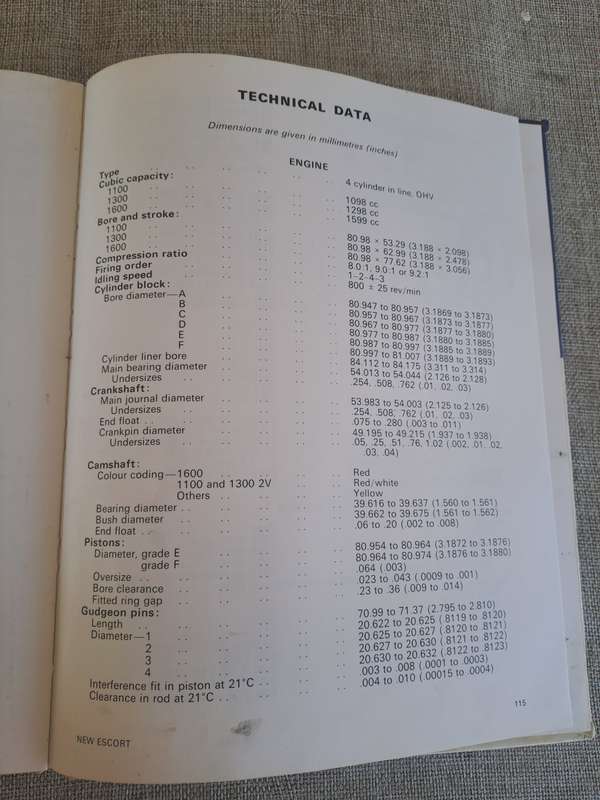 TECHNICAL DATA
Dimensions are given in millimetres (inches)
ENGINE
Type .. .. .. .. .. 4 cylinder in line, OHV
Cubic capacity:
1100 .. .. .. .. .. 1098 cc
1300 .. .. .. .. .. 1298 cc
1600 .. .. .. .. .. 1599 cc
Bore and stroke:
1100 .. .. .. .. .. 80.98 × 53.29 (3.188 × 2.098)
1300 .. .. .. .. .. 80.98 × 62.99 (3.188 × 2.478)
1600 .. .. .. .. .. 80.98 × 77.62 (3.188 × 3.056)
Compression ratio .. .. .. .. 8.0:1, 9.0:1 or 9.2:1
Firing order .. .. .. .. 1-2-4-3
Idling speed .. .. .. .. 800 ± 25 rev/min
Cylinder block:
Bore diameter—A .. .. .. .. 80.947 to 80.957 (3.1869 to 3.1873)
B .. .. .. .. 80.957 to 80.967 (3.1873 to 3.1877)
C .. .. .. .. 80.967 to 80.977 (3.1877 to 3.1880)
D .. .. .. .. 80.977 to 80.987 (3.1880 to 3.1885)
E .. .. .. .. 80.987 to 80.997 (3.1885 to 3.1889)
F .. .. .. .. 80.997 to 81.007 (3.1889 to 3.1893)
Cylinder liner bore .. .. .. .. 84.112 to 84.175 (3.311 to 3.314)
Main bearing diameter .. .. .. .. 54.013 to 54.044 (2.126 to 2.128)
Undersizes .. .. .. .. .254, .508, .762 (.01, .02, .03)
Crankshaft:
Main journal diameter .. .. .. .. 53.983 to 54.003 (2.125 to 2.126)
Undersizes .. .. .. .. .254, .508, .762 (.01, .02, .03)
End float .. .. .. .. .. .075 to .280 (.003 to .011)
Crankpin diameter .. .. .. .. 49.195 to 49.215 (1.937 to 1.938)
Undersizes .. .. .. .. .05, .25, .51, .76, 1.02 (.002, .01, .02,
.03, .04)
Camshaft:
Colour coding—1600 .. .. .. .. Red
1100 and 1300 2V .. .. .. Red/white
Others .. .. .. .. Yellow
Bearing diameter .. .. .. .. .. 39.616 to 39.637 (1.560 to 1.561)
Bush diameter .. .. .. .. 39.662 to 39.675 (1.561 to 1.562)
End float .. .. .. .. .. .06 to .20 (.002 to .008)
Pistons:
Diameter, grade E .. .. .. .. 80.954 to 80.964 (3.1872 to 3.1876)
grade F .. .. .. .. 80.964 to 80.974 (3.1876 to 3.1880)
Oversize .. .. .. .. .. .064 (.003)
Bore clearance .. .. .. .. .023 to .043 (.0009 to .001)
Fitted ring gap .. .. .. .. .23 to .36 (.009 to .014)
Gudgeon pins:
Length .. .. .. .. .. 70.99 to 71.37 (2.795 to 2.810)
Diameter—1 .. .. .. .. 20.622 to 20.625 (.8119 to .8120)
2 .. .. .. .. 20.625 to 20.627 (.8120 to .8121)
3 .. .. .. .. 20.627 to 20.630 (.8121 to .8122)
4 .. .. .. .. 20.630 to 20.632 (.8122 to .8123)
Interference fit in piston at 21°C .. .. .. .003 to .008 (.0001 to .0003)
Clearance in rod at 21°C .. .. .. .. .004 to .010 (.00015 to .0004)
115
NEW ESCORT